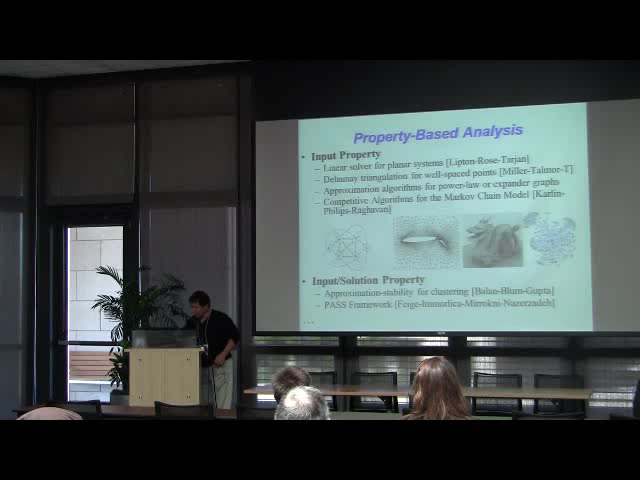 Property-Based Analysis
• Input Property
– Linear solver for planar systems [Lipton-Rose-Tarjan]
– Delaunay triangulation for well-spaced points [Miller-Talmor-T]
– Approximation algorithms for power-law or expander graphs
– Competitive Algorithms for the Markov Chain Model [Karlin-
Philips-Raghavan]
• Input/Solution Property
– Approximation-stability for clustering [Balan-Blum-Gupta]
– PASS Framework [Feige-Immorlica-Mirrokni-Nazerzadeh]